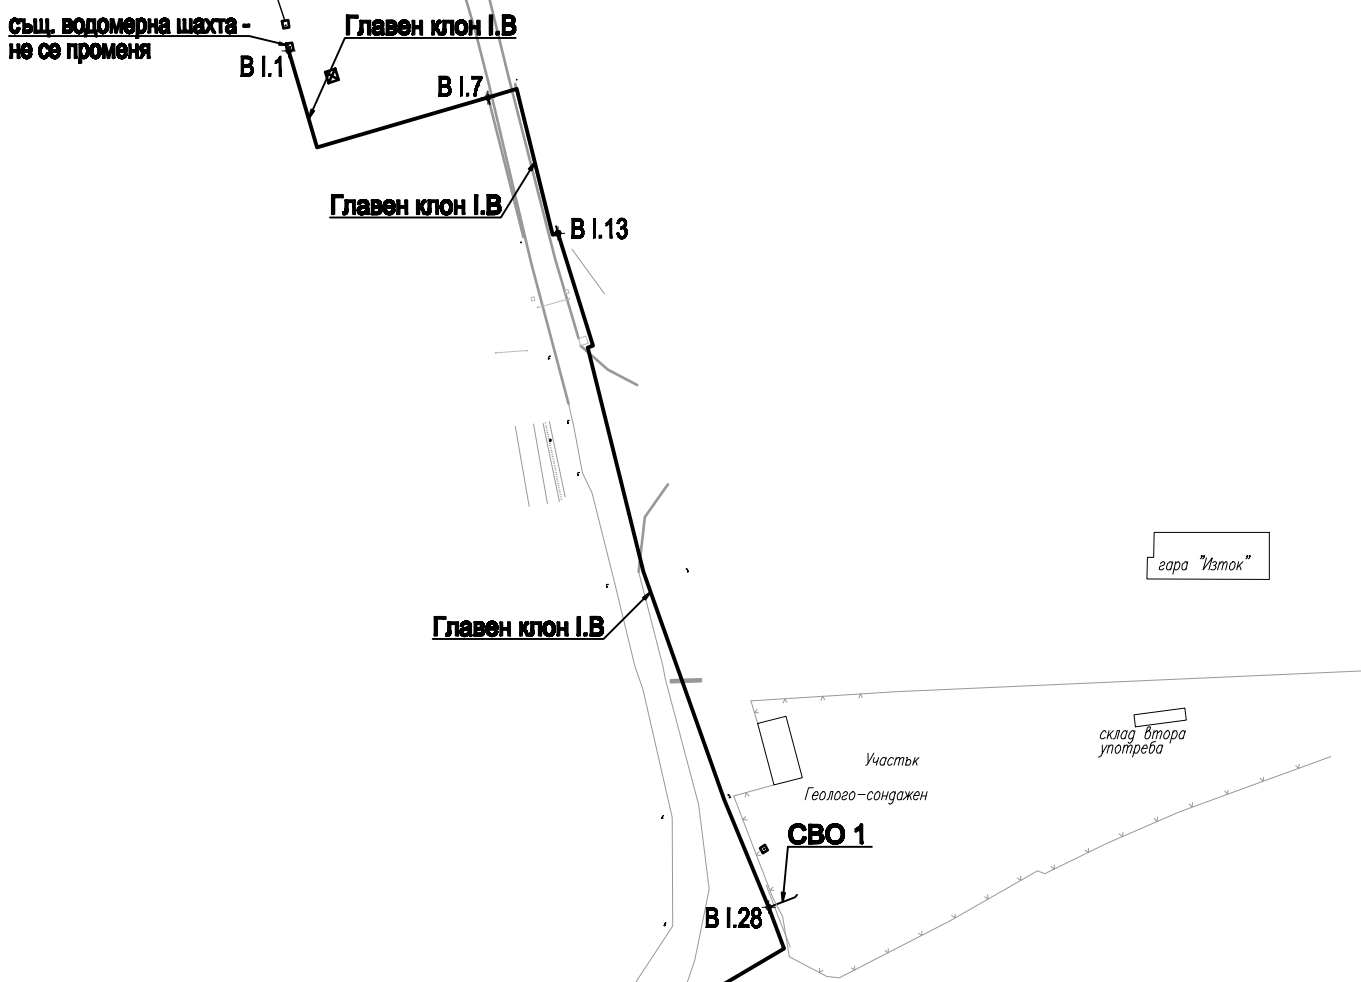 същ. водомерна шахта -
не се променя
Главен клон I.В
В I.1
В I.7
Главен клон I.В
В I.13
гара "Изток"
Главен клон I.В
склад втора
употреба
Участък
Геолого-сондажен
СВО 1
В I.28